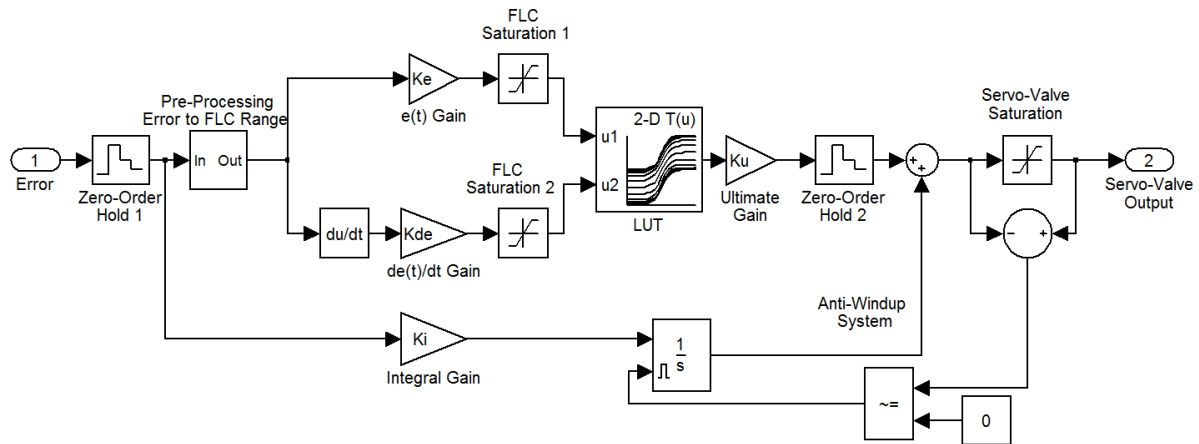 FLC
Saturation 1
Ke
e(t) Gain
Pre-Processing
Error to FLC Range
1
Error
Zero-Order
Hold 1
In Out
2-D T(u)
u1
u2
LUT
Ku
Ultimate
Gain
Zero-Order
Hold 2
+
+
Servo-Valve
Saturation
2
Servo-Valve
Output
FLC
Saturation 2
du/dt
Kde
de(t)/dt Gain
− +
Anti-Windup
System
Ki
Integral Gain
1
s
~=
0